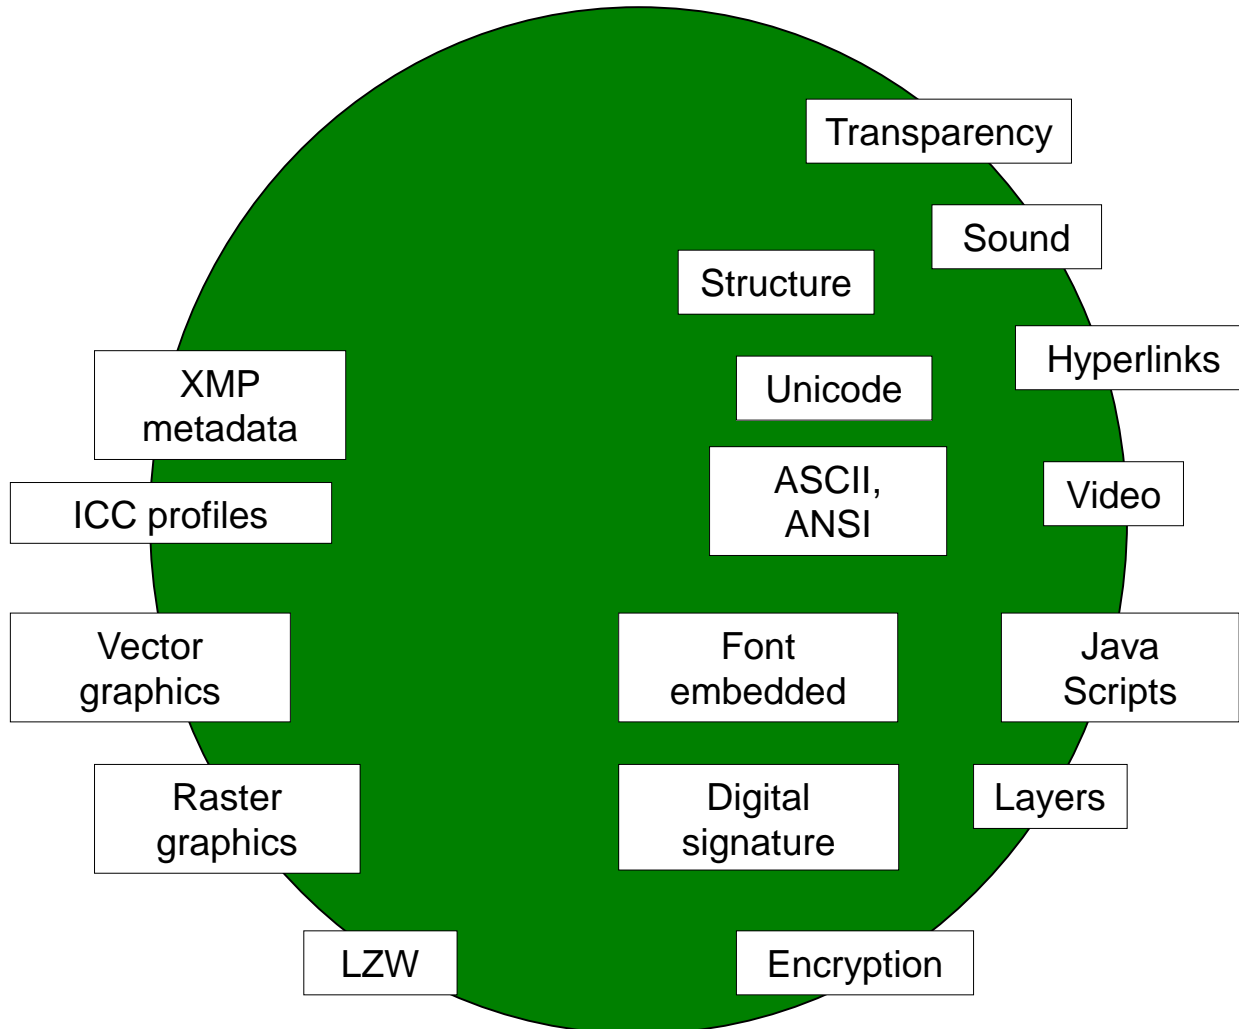 Transparency
Sound
Structure
Hyperlinks
XMP
metadata
Unicode
ASCII,
ANSI
Video
ICC profiles
Vector
graphics
Font
embedded
Java
Scripts
Raster
graphics
Digital
signature
Layers
LZW
Encryption